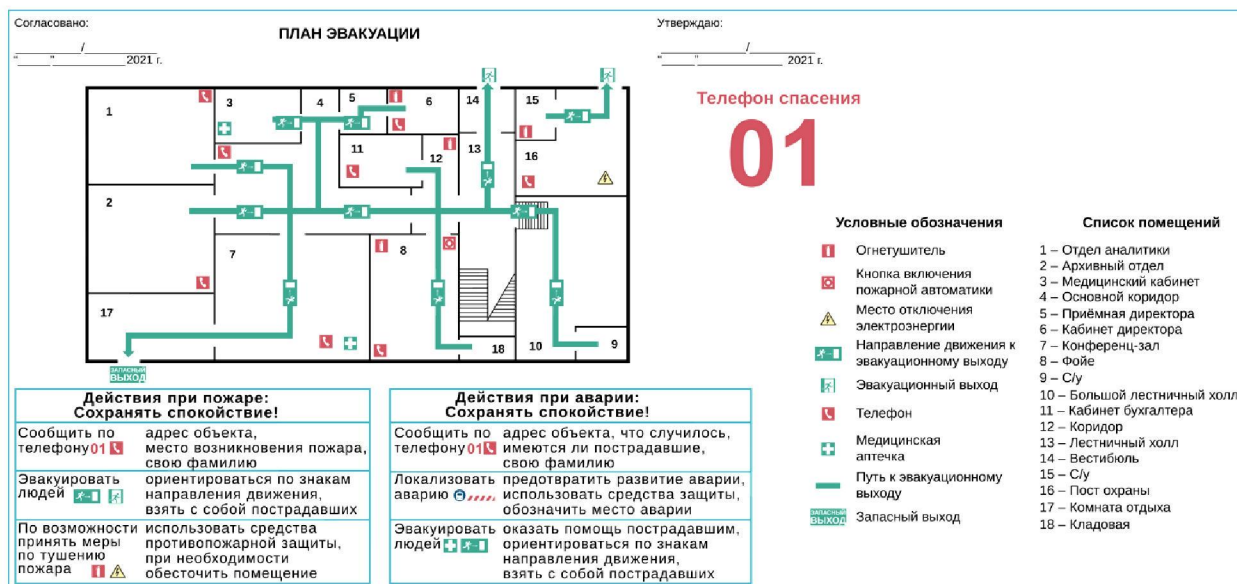 Согласовано:
__________/___________
"_____"___________ 2021 г.
ПЛАН ЭВАКУАЦИИ
Утверждаю:
_____________/___________
"_____"_____________ 2021 г.
Телефон спасения
01
1
2
3
4
5
6
7
8
9
10
11
12
13
14
15
16
17
18
ЗАПАСНЫЙ
ВЫХОД
Условные обозначения
Огнетушитель
Кнопка включения
пожарной автоматики
Место отключения
электроэнергии
Направление движения к
эвакуационному выходу
Эвакуационный выход
Телефон
Медицинская
аптечка
Путь к эвакуационному
выходу
ЗАПАСНЫЙ
ВЫХОД
Запасный выход
Список помещений
1 – Отдел аналитики
2 – Архивный отдел
3 – Медицинский кабинет
4 – Основной коридор
5 – Приёмная директора
6 – Кабинет директора
7 – Конференц-зал
8 – Фойе
9 – С/у
10 – Большой лестничный холл
11 – Кабинет бухгалтера
12 – Коридор
13 – Лестничный холл
14 – Вестибюль
15 – С/у
16 – Пост охраны
17 – Комната отдыха
18 – Кладовая
Действия при пожаре:
Сохранять спокойствие!
Сообщить по
телефону 01
адрес объекта,
место возникновения пожара,
свою фамилию
Эвакуировать
людей
ориентироваться по знакам
направления движения,
взять с собой пострадавших
По возможности
принять меры
по тушению
пожара
использовать средства
противопожарной защиты,
при необходимости
обесточить помещение
Действия при аварии:
Сохранять спокойствие!
Сообщить по
телефону 01
адрес объекта, что случилось,
имеются ли пострадавшие,
свою фамилию
Локализовать
аварию
предотвратить развитие аварии,
использовать средства защиты,
обозначить место аварии
Эвакуировать
людей
оказать помощь пострадавшим,
ориентироваться по знакам
направления движения,
взять с собой пострадавших